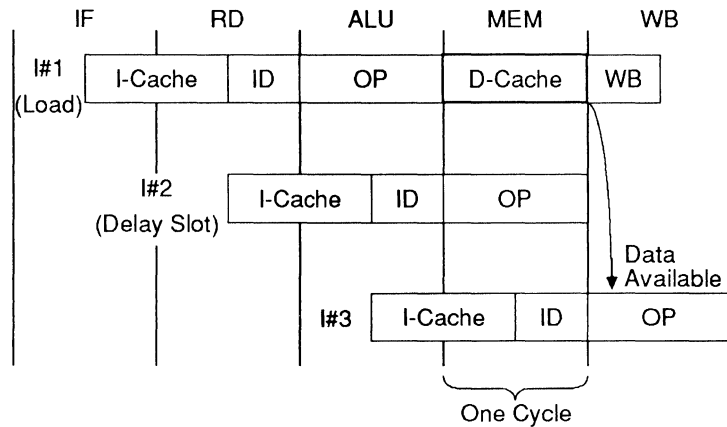 IF RD ALU MEM WB
I#1
(Load)
I-Cache ID OP D-Cache WB
I#2
(Delay Slot)
I-Cache ID OP
Data
Available
I#3
I-Cache ID OP
One Cycle